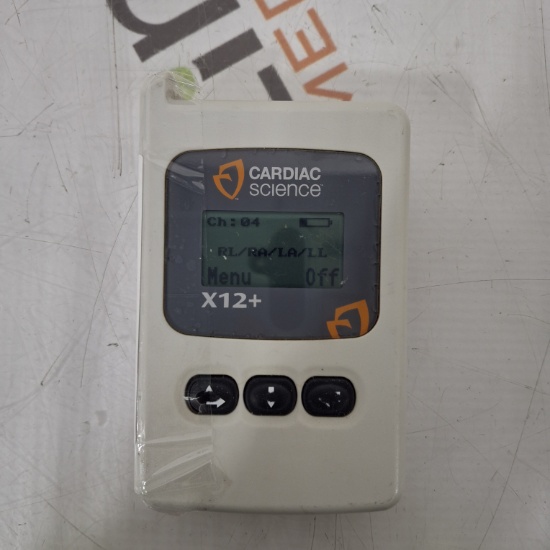 CARDIAC
science
Ch:04
RL/RA/LA/LL
Menu Off
X12+